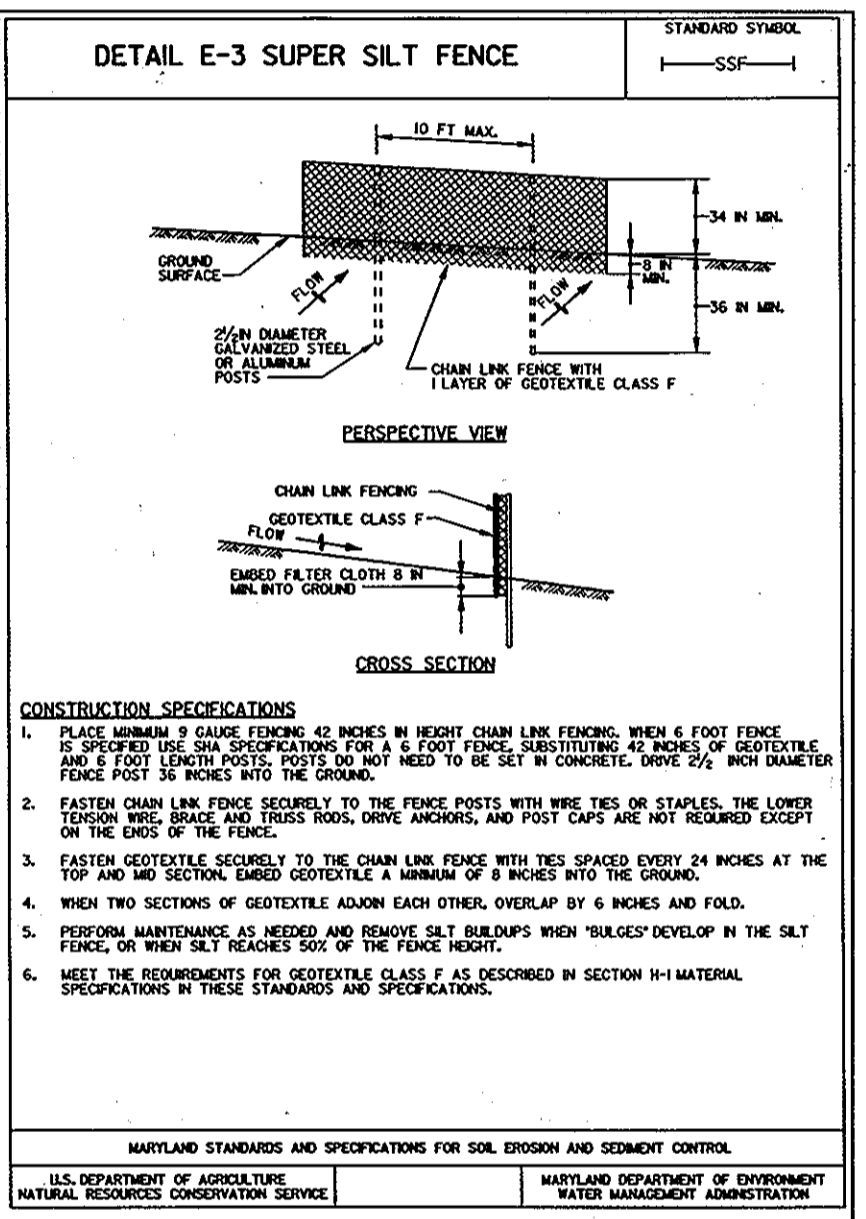 DETAIL E-3 SUPER SILT FENCE
STANDARD SYMBOL
SSF
10 FT MAX.
34 IN MIN.
GROUND
SURFACE
8 IN
MIN.
FLOW
FLOW
36 IN MIN.
2 1/2 IN DIAMETER
GALVANIZED STEEL
OR ALUMINUM
POSTS
CHAIN LINK FENCE WITH
1 LAYER OF GEOTEXTILE CLASS F
PERSPECTIVE VIEW
CHAIN LINK FENCING
GEOTEXTILE CLASS F
FLOW
EMBED FILTER CLOTH 8 IN
MIN. INTO GROUND
CROSS SECTION
CONSTRUCTION SPECIFICATIONS
1. PLACE MINIMUM 9 GAUGE FENCING 42 INCHES IN HEIGHT CHAIN LINK FENCING. WHEN 6 FOOT FENCE
IS SPECIFIED USE SHA SPECIFICATIONS FOR A 6 FOOT FENCE, SUBSTITUTING 42 INCHES OF GEOTEXTILE
AND 6 FOOT LENGTH POSTS. POSTS DO NOT NEED TO BE SET IN CONCRETE. DRIVE 2 1/2 INCH DIAMETER
FENCE POST 36 INCHES INTO THE GROUND.
2. FASTEN CHAIN LINK FENCE SECURELY TO THE FENCE POSTS WITH WIRE TIES OR STAPLES. THE LOWER
TENSION WIRE, BRACE AND TRUSS RODS, DRIVE ANCHORS, AND POST CAPS ARE NOT REQUIRED EXCEPT
ON THE ENDS OF THE FENCE.
3. FASTEN GEOTEXTILE SECURELY TO THE CHAIN LINK FENCE WITH TIES SPACED EVERY 24 INCHES AT THE
TOP AND MID SECTION. EMBED GEOTEXTILE A MINIMUM OF 8 INCHES INTO THE GROUND.
4. WHEN TWO SECTIONS OF GEOTEXTILE ADJOIN EACH OTHER, OVERLAP BY 6 INCHES AND FOLD.
5. PERFORM MAINTENANCE AS NEEDED AND REMOVE SILT BUILDUPS WHEN "BULGES" DEVELOP IN THE SILT
FENCE, OR WHEN SILT REACHES 50% OF THE FENCE HEIGHT.
6. MEET THE REQUIREMENTS FOR GEOTEXTILE CLASS F AS DESCRIBED IN SECTION H-1 MATERIAL
SPECIFICATIONS IN THESE STANDARDS AND SPECIFICATIONS.
MARYLAND STANDARDS AND SPECIFICATIONS FOR SOIL EROSION AND SEDIMENT CONTROL
U.S. DEPARTMENT OF AGRICULTURE
NATURAL RESOURCES CONSERVATION SERVICE
MARYLAND DEPARTMENT OF ENVIRONMENT
WATER MANAGEMENT ADMINISTRATION